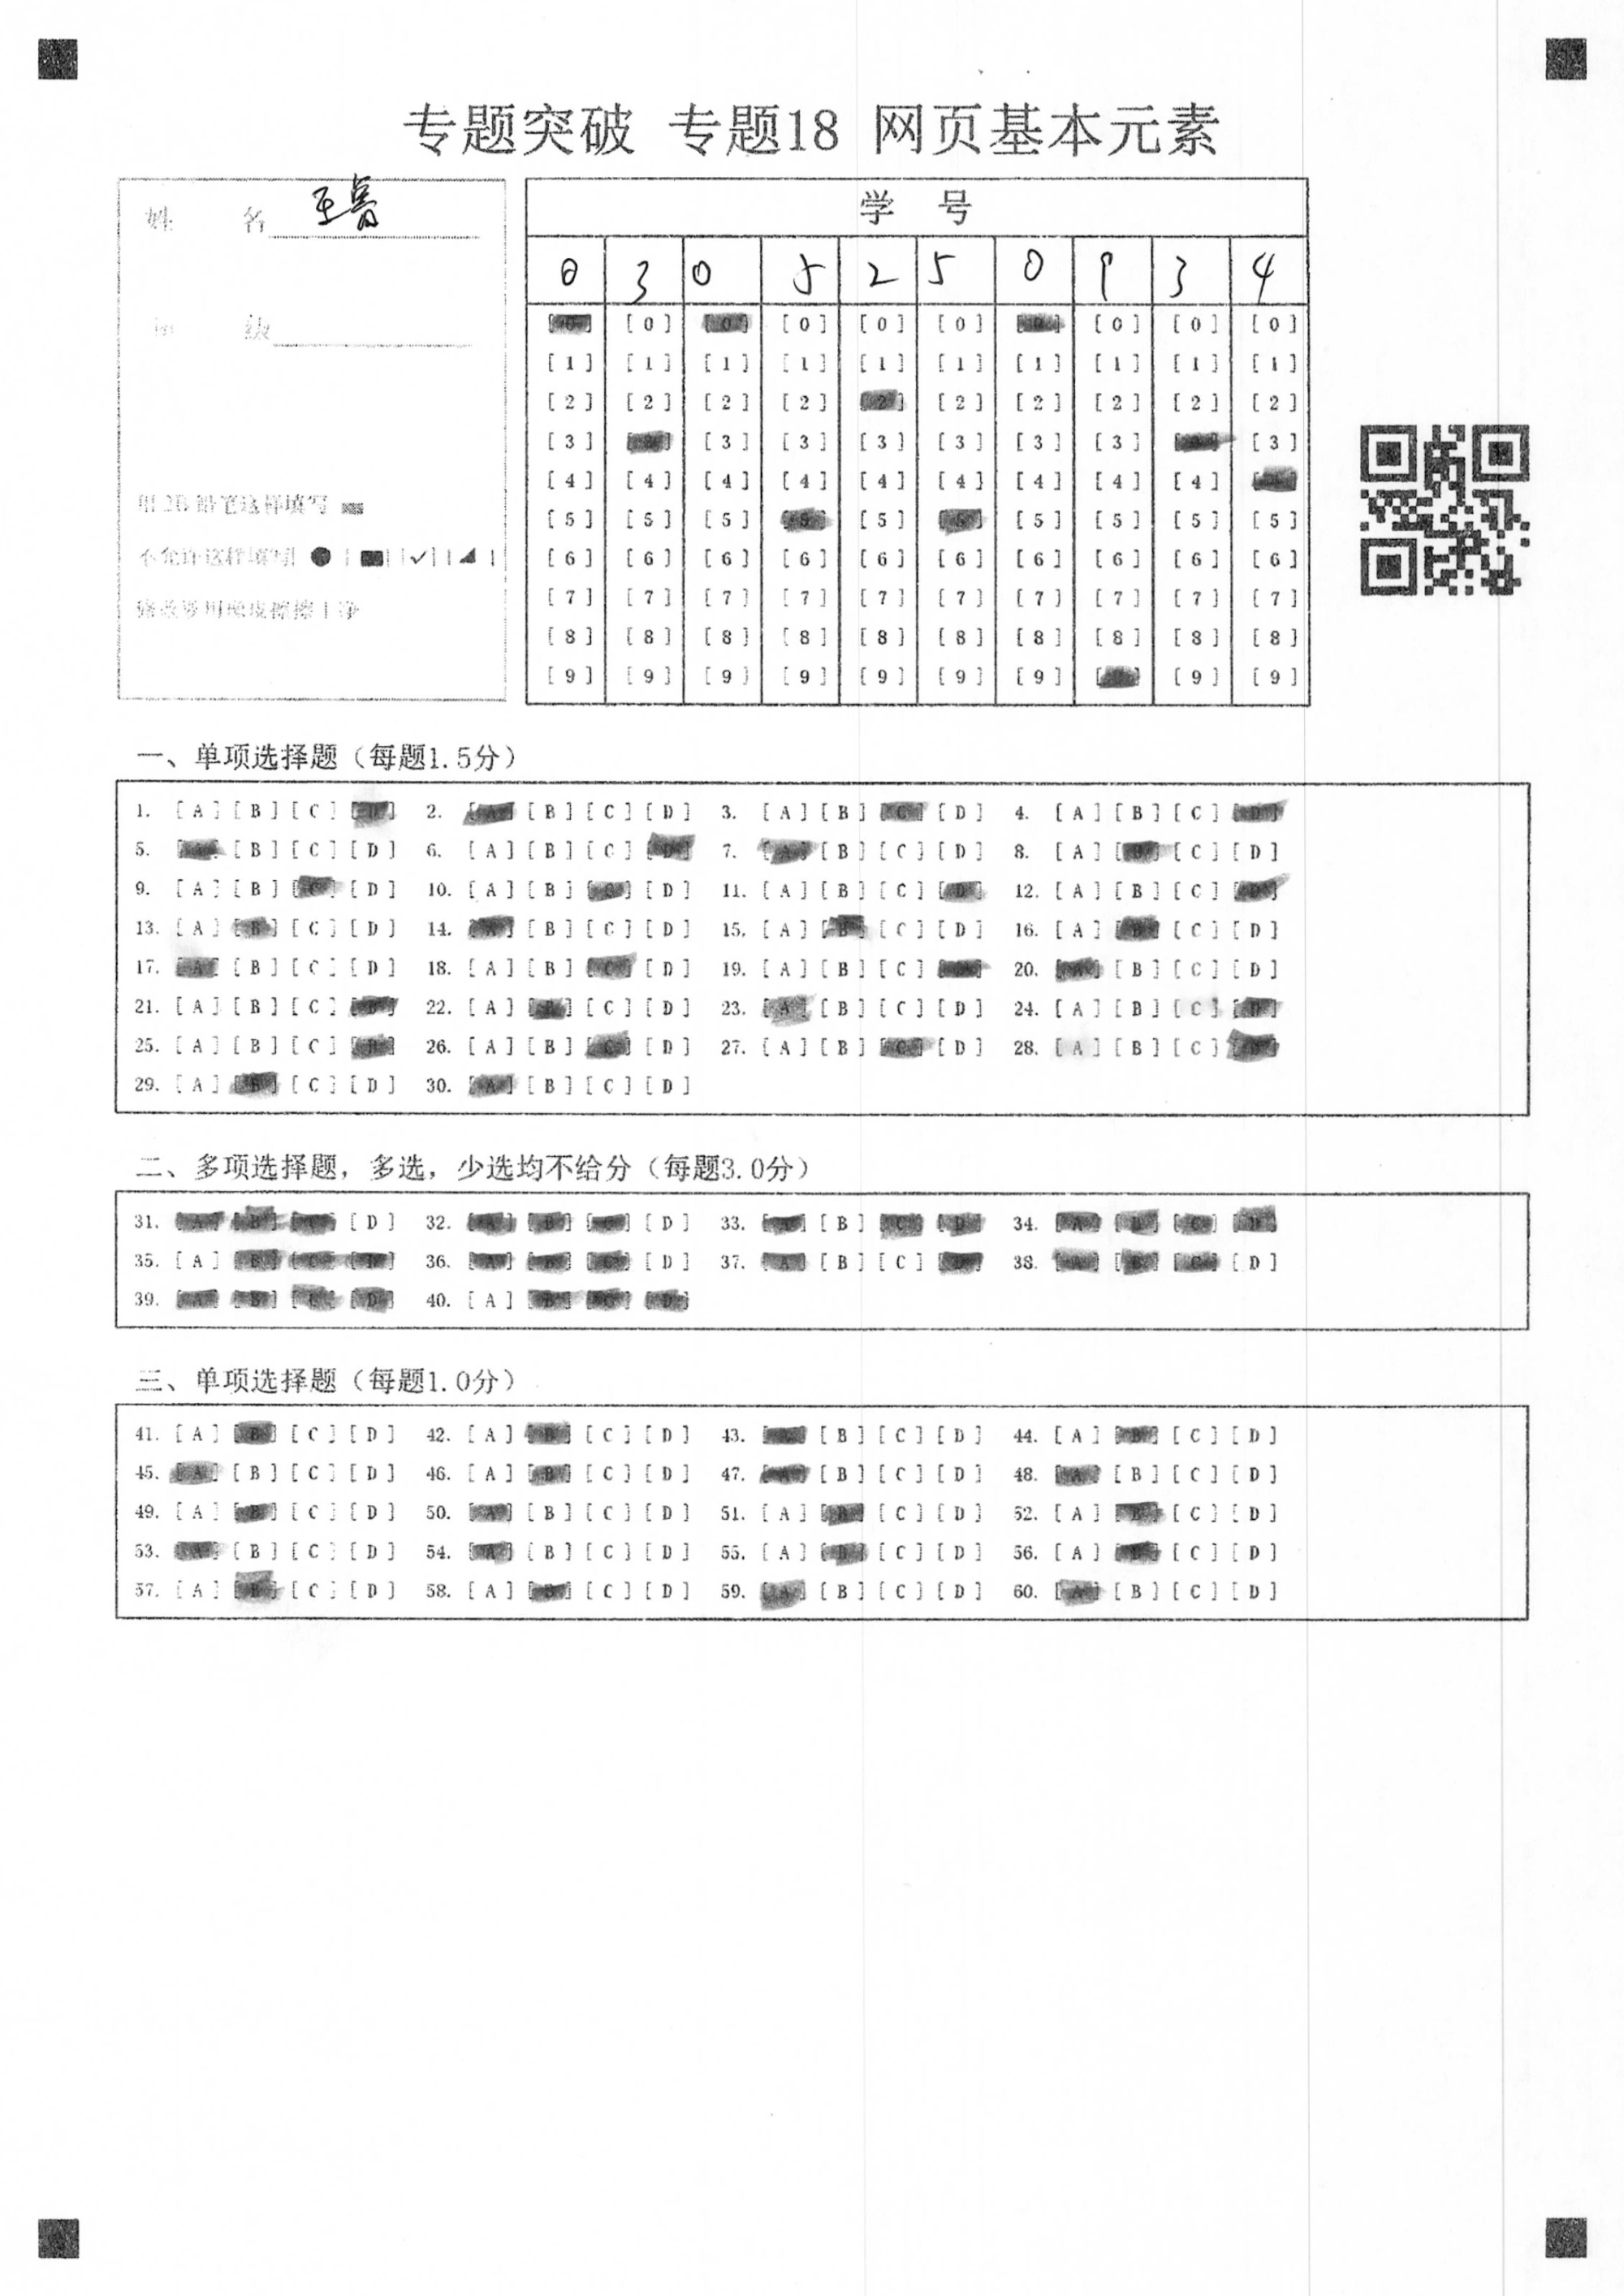 专题突破 专题18 网页基本元素
姓 名
级
学 号
0 3 0 5 2 5 0 9 3 4
[0] [0] [0] [0] [0] [0] [0] [0] [0] [0]
[1] [1] [1] [1] [1] [1] [1] [1] [1] [1]
[2] [2] [2] [2] [2] [2] [2] [2] [2] [2]
[3] [3] [3] [3] [3] [3] [3] [3] [3] [3]
[4] [4] [4] [4] [4] [4] [4] [4] [4] [4]
[5] [5] [5] [5] [5] [5] [5] [5] [5] [5]
[6] [6] [6] [6] [6] [6] [6] [6] [6] [6]
[7] [7] [7] [7] [7] [7] [7] [7] [7] [7]
[8] [8] [8] [8] [8] [8] [8] [8] [8] [8]
[9] [9] [9] [9] [9] [9] [9] [9] [9] [9]
用2B铅笔这样填写
不允许这样填写
修改要用橡皮擦擦干净
一、单项选择题（每题1.5分）
1. [A] [B] [C] [D] 2. [A] [B] [C] [D] 3. [A] [B] [C] [D] 4. [A] [B] [C] [D]
5. [A] [B] [C] [D] 6. [A] [B] [C] [D] 7. [A] [B] [C] [D] 8. [A] [B] [C] [D]
9. [A] [B] [C] [D] 10. [A] [B] [C] [D] 11. [A] [B] [C] [D] 12. [A] [B] [C] [D]
13. [A] [B] [C] [D] 14. [A] [B] [C] [D] 15. [A] [B] [C] [D] 16. [A] [B] [C] [D]
17. [A] [B] [C] [D] 18. [A] [B] [C] [D] 19. [A] [B] [C] [D] 20. [A] [B] [C] [D]
21. [A] [B] [C] [D] 22. [A] [B] [C] [D] 23. [A] [B] [C] [D] 24. [A] [B] [C] [D]
25. [A] [B] [C] [D] 26. [A] [B] [C] [D] 27. [A] [B] [C] [D] 28. [A] [B] [C] [D]
29. [A] [B] [C] [D] 30. [A] [B] [C] [D]
二、多项选择题，多选，少选均不给分（每题3.0分）
31. [A] [B] [C] [D] 32. [A] [B] [C] [D] 33. [A] [B] [C] [D] 34. [A] [B] [C] [D]
35. [A] [B] [C] [D] 36. [A] [B] [C] [D] 37. [A] [B] [C] [D] 38. [A] [B] [C] [D]
39. [A] [B] [C] [D] 40. [A] [B] [C] [D]
三、单项选择题（每题1.0分）
41. [A] [B] [C] [D] 42. [A] [B] [C] [D] 43. [A] [B] [C] [D] 44. [A] [B] [C] [D]
45. [A] [B] [C] [D] 46. [A] [B] [C] [D] 47. [A] [B] [C] [D] 48. [A] [B] [C] [D]
49. [A] [B] [C] [D] 50. [A] [B] [C] [D] 51. [A] [B] [C] [D] 52. [A] [B] [C] [D]
53. [A] [B] [C] [D] 54. [A] [B] [C] [D] 55. [A] [B] [C] [D] 56. [A] [B] [C] [D]
57. [A] [B] [C] [D] 58. [A] [B] [C] [D] 59. [A] [B] [C] [D] 60. [A] [B] [C] [D]